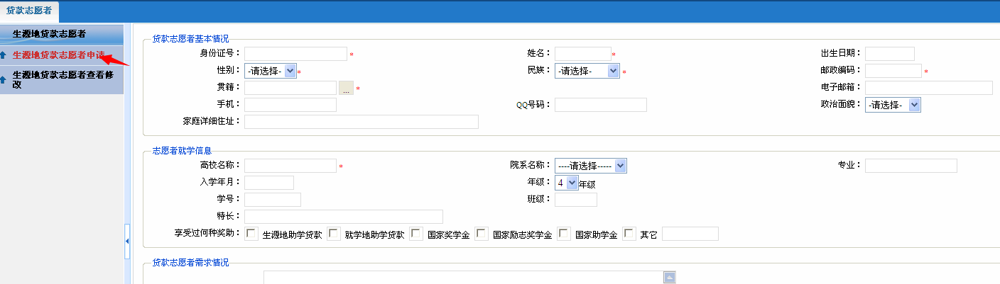 贷款志愿者
生源地贷款志愿者
生源地贷款志愿者申请
生源地贷款志愿者查看修
改
贷款志愿者基本情况
身份证号： * 姓名： * 出生日期：
性别： -请选择- * 民族： -请选择- * 邮政编码： *
贯籍： ... * 电子邮箱：
手机： QQ号码： 政治面貌： -请选择-
家庭详细住址：
志愿者就学信息
高校名称： * 院系名称： ----请选择----- 专业：
入学年月： 年级： 4 年级
学号： 班级：
特长：
享受过何种奖助： 生源地助学贷款 就学地助学贷款 国家奖学金 国家励志奖学金 国家助学金 其它
贷款志愿者需求情况